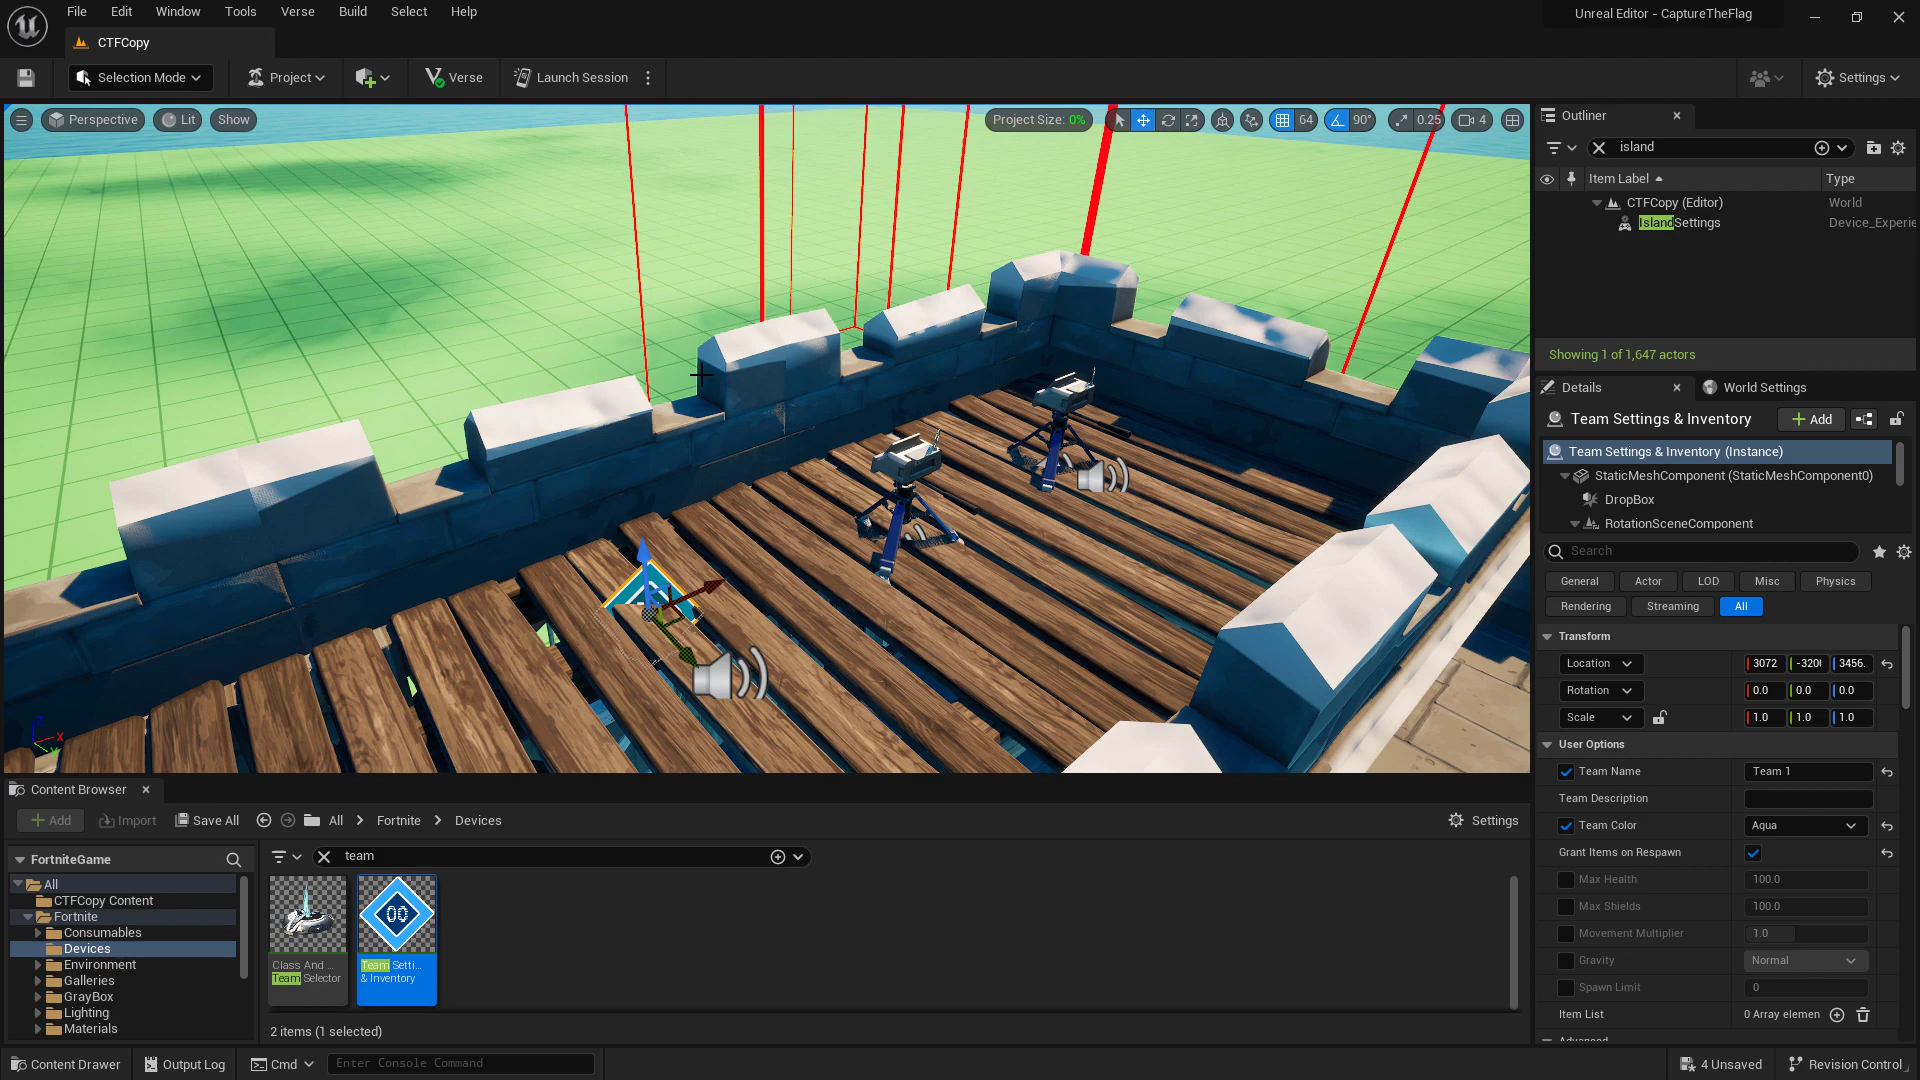 File Edit Window Tools Verse Build Select Help
Unreal Editor - CaptureTheFlag
CTFCopy
Selection Mode
Project
Verse
Launch Session
Settings
Perspective
Lit
Show
Project Size: 0%
64
90°
0.25
4
Outliner
island
Item Label
Type
CTFCopy (Editor)
World
IslandSettings
Device_Experie
Showing 1 of 1,647 actors
Details
World Settings
Team Settings & Inventory
Add
Team Settings & Inventory (Instance)
StaticMeshComponent (StaticMeshComponent0)
DropBox
RotationSceneComponent
Search
General
Actor
LOD
Misc
Physics
Rendering
Streaming
All
Transform
Location
3072
-320
3456.
Rotation
0.0
0.0
0.0
Scale
1.0
1.0
1.0
User Options
Team Name
Team 1
Team Description
Team Color
Aqua
Grant Items on Respawn
Max Health
100.0
Max Shields
100.0
Movement Multiplier
1.0
Gravity
Normal
Spawn Limit
0
Item List
0 Array elemen
Advanced
Z
X
Y
Content Browser
Add
Import
Save All
All
Fortnite
Devices
Settings
FortniteGame
team
All
CTFCopy Content
Fortnite
Consumables
Devices
Environment
Galleries
GrayBox
Lighting
Materials
00
Class And ...
Team Selector
Team Setti...
& Inventory
2 items (1 selected)
Content Drawer
Output Log
Cmd
Enter Console Command
4 Unsaved
Revision Control